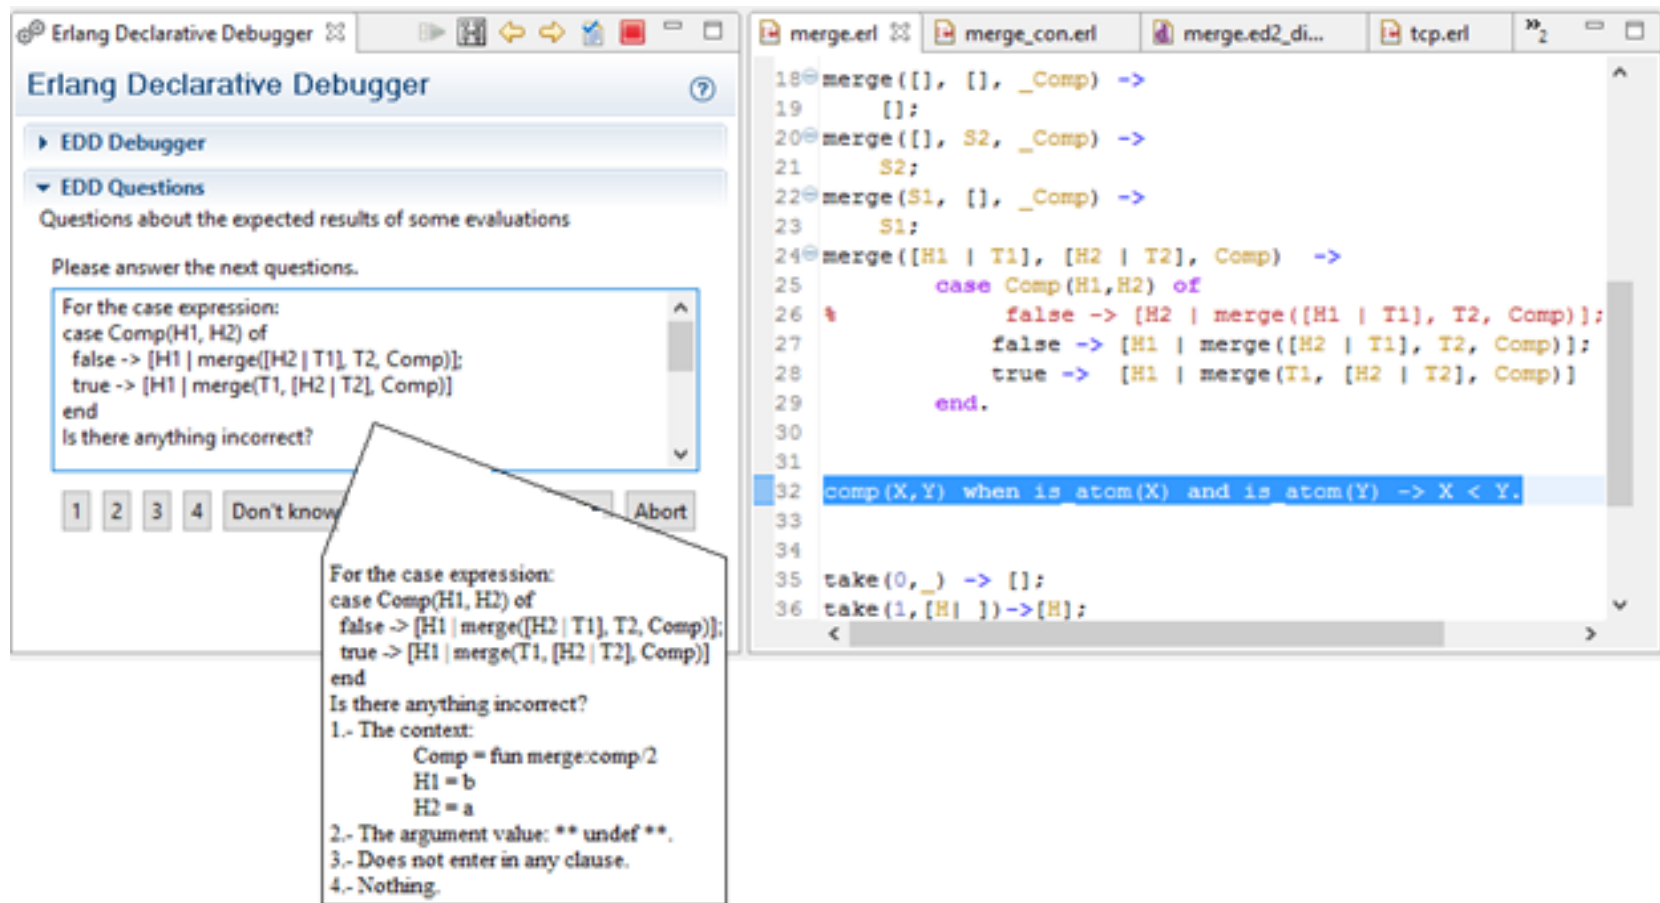 Erlang Declarative Debugger
Erlang Declarative Debugger
EDD Debugger
EDD Questions
Questions about the expected results of some evaluations
Please answer the next questions.
For the case expression:
case Comp(H1, H2) of
false -> [H1 | merge([H2 | T1], T2, Comp)];
true -> [H1 | merge(T1, [H2 | T2], Comp)]
end
Is there anything incorrect?
1 2 3 4 Don't know Abort
For the case expression:
case Comp(H1, H2) of
false -> [H1 | merge([H2 | T1], T2, Comp)];
true -> [H1 | merge(T1, [H2 | T2], Comp)]
end
Is there anything incorrect?
1.- The context:
Comp = fun merge:comp/2
H1 = b
H2 = a
2.- The argument value: ** undef **.
3.- Does not enter in any clause.
4.- Nothing.
merge.erl merge_con.erl merge.ed2_di... tcp.erl »2
18 merge([], [], _Comp) ->
19 [];
20 merge([], S2, _Comp) ->
21 S2;
22 merge(S1, [], _Comp) ->
23 S1;
24 merge([H1 | T1], [H2 | T2], Comp) ->
25 case Comp(H1,H2) of
26 % false -> [H2 | merge([H1 | T1], T2, Comp)];
27 false -> [H1 | merge([H2 | T1], T2, Comp)];
28 true -> [H1 | merge(T1, [H2 | T2], Comp)]
29 end.
30
31
32 comp(X,Y) when is_atom(X) and is_atom(Y) -> X < Y.
33
34
35 take(0,_) -> [];
36 take(1,[H|_])->[H];